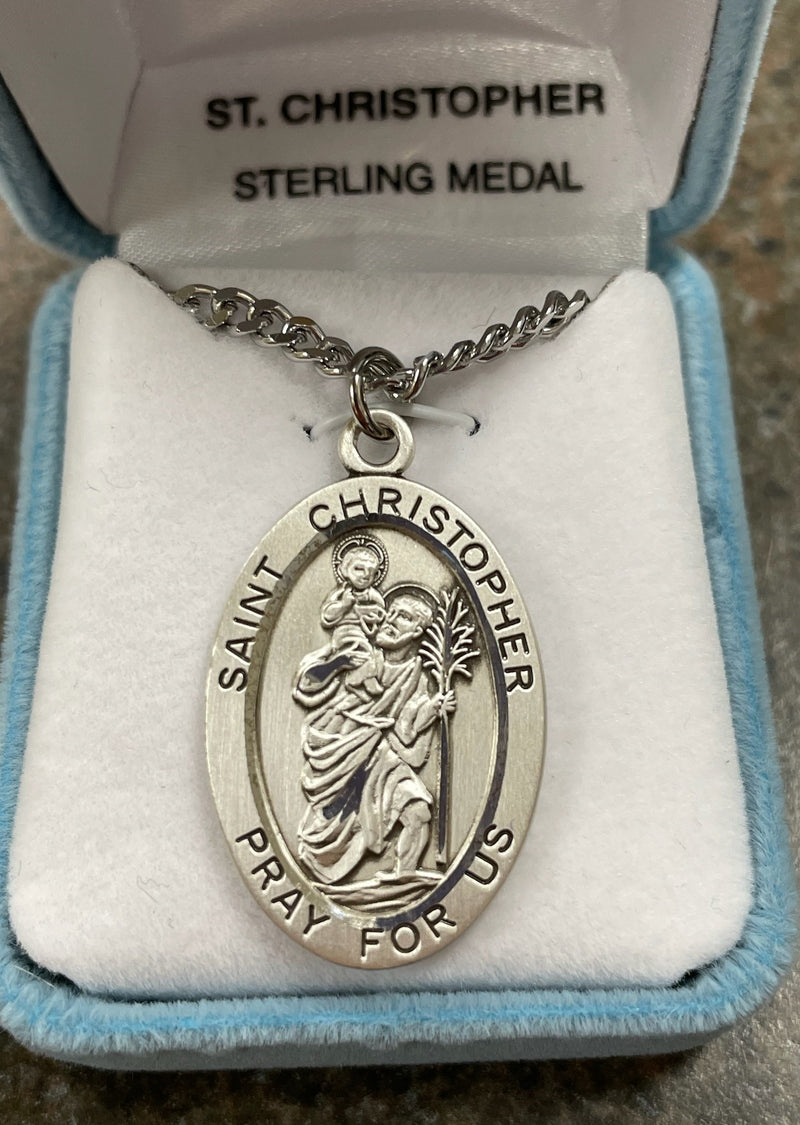 ST. CHRISTOPHER
STERLING MEDAL
SAINT CHRISTOPHER
PRAY FOR US